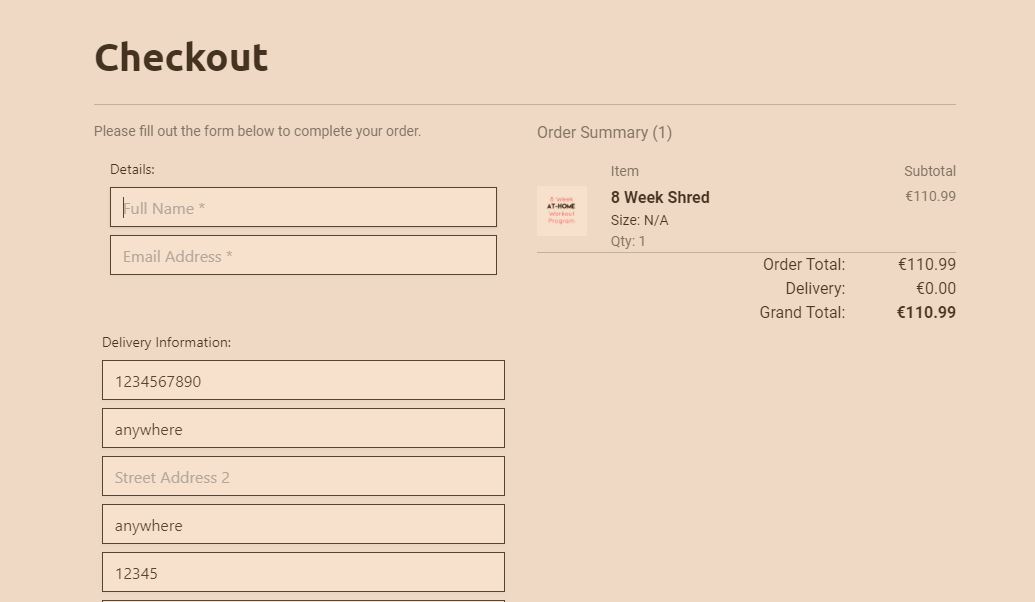 Checkout
Please fill out the form below to complete your order.
Details:
Full Name *
Email Address *
Delivery Information:
1234567890
anywhere
Street Address 2
anywhere
12345
Order Summary (1)
Item Subtotal
8 Week
AT-HOME
Workout
Program
8 Week Shred €110.99
Size: N/A
Qty: 1
Order Total: €110.99
Delivery: €0.00
Grand Total: €110.99